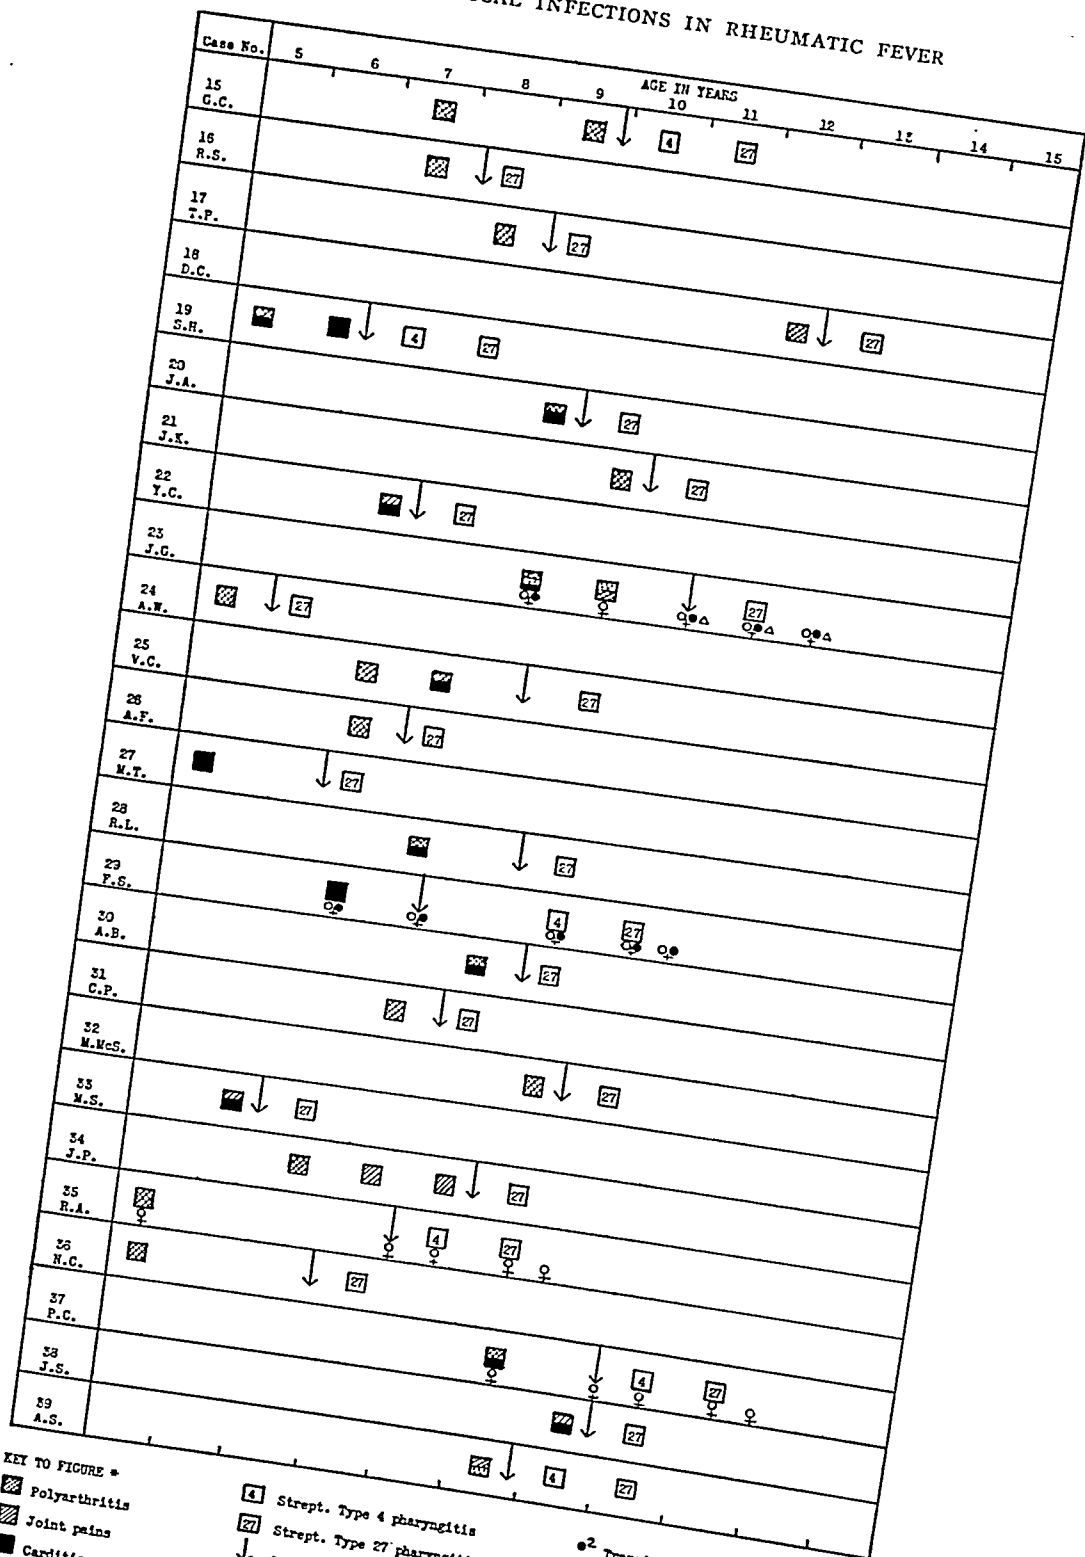 INFECTIONS IN RHEUMATIC FEVER
Case No.
AGE IN YEARS
5 6 7 8 9 10 11 12 13 14 15
15
G.C.
4 27
16
R.S.
27
17
T.P.
27
18
D.C.
27
19
S.H.
4 27
20
J.A.
27
21
J.K.
27
22
Y.C.
27
23
J.G.
27
24
A.W.
27
25
V.C.
27
26
A.F.
27
27
M.T.
27
28
R.L.
27
29
F.S.
4 27
30
A.B.
27
31
C.P.
27
32
M.McS.
27
33
M.S.
27
34
J.P.
27
35
R.A.
4 27
36
N.C.
27
37
P.C.
4 27
38
J.S.
27
39
A.S.
4 27
KEY TO FIGURE *
Polyarthritis
Joint pains
4 Strept. Type 4 pharyngitis
27 Strept. Type 27
2